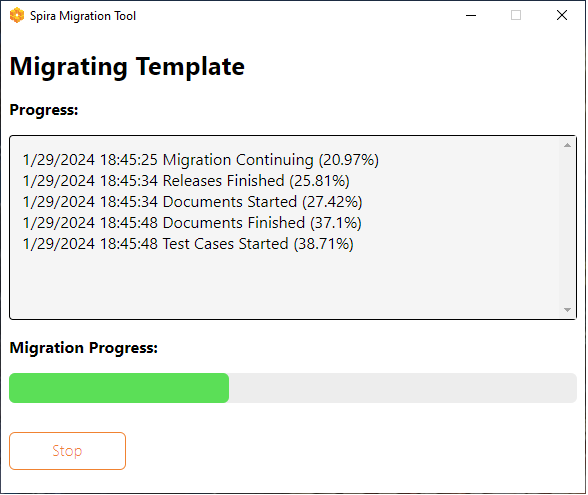 Spira Migration Tool
Migrating Template
Progress:
1/29/2024 18:45:25 Migration Continuing (20.97%)
1/29/2024 18:45:34 Releases Finished (25.81%)
1/29/2024 18:45:34 Documents Started (27.42%)
1/29/2024 18:45:48 Documents Finished (37.1%)
1/29/2024 18:45:48 Test Cases Started (38.71%)
Migration Progress:
Stop